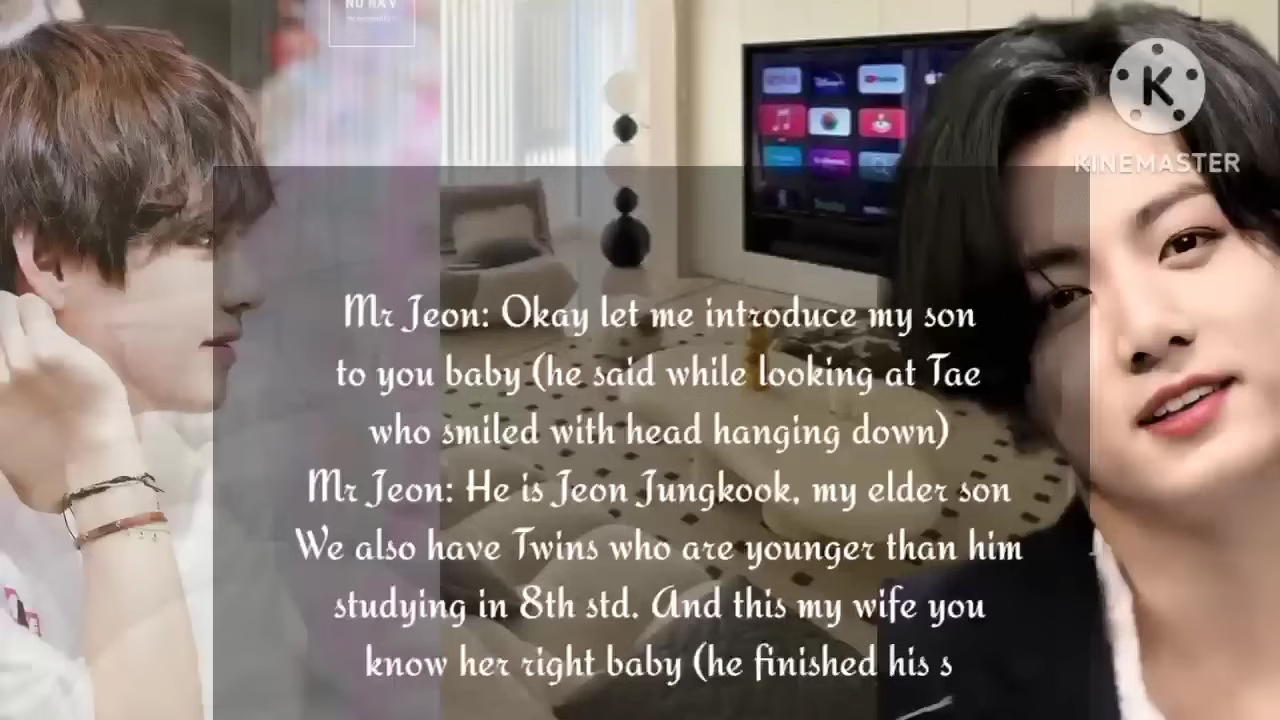 KINEMASTER
Mr Jeon: Okay let me introduce my son
to you baby (he said while looking at Tae
who smiled with head hanging down)
Mr Jeon: He is Jeon Jungkook, my elder son
We also have Twins who are younger than him
studying in 8th std. And this my wife you
know her right baby (he finished his s